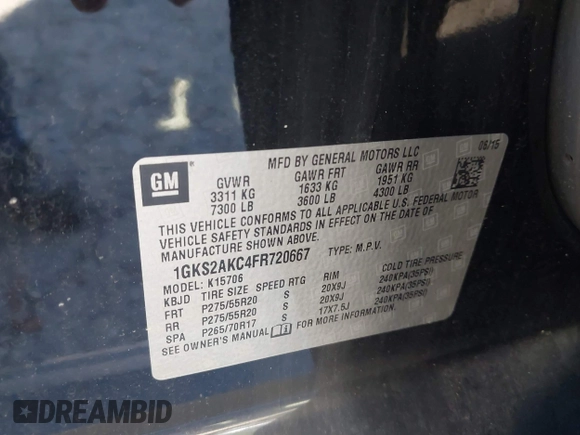 MFD BY GENERAL MOTORS LLC 06/15
GM
GVWR GAWR FRT GAWR RR
3311 KG 1633 KG 1951 KG
7300 LB 3600 LB 4300 LB
THIS VEHICLE CONFORMS TO ALL APPLICABLE U.S. FEDERAL MOTOR
VEHICLE SAFETY STANDARDS IN EFFECT ON THE DATE OF
MANUFACTURE SHOWN ABOVE.
1GKS2AKC4FR720667 TYPE: M.P.V.
MODEL: K15706
KBJD TIRE SIZE SPEED RTG RIM COLD TIRE PRESSURE
FRT P275/55R20 S 20X9J 240KPA(35PSI)
RR P275/55R20 S 20X9J 240KPA(35PSI)
SPA P265/70R17 S 17X7.5J 240KPA(35PSI)
SEE OWNER'S MANUAL FOR MORE INFORMATION.
DREAMBID